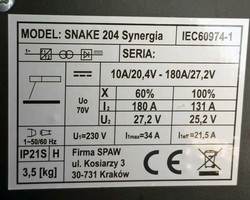 MODEL: SNAKE 204 Synergia IEC60974-1
SERIA:
10A/20,4V - 180A/27,2V
X 60% 100%
Uo 70V I2 180 A 131 A
U2 27,2 V 25,2 V
1~50/60 Hz U1=230 V I1max=34 A I1eff=21,5A
IP21S H Firma SPAW
ul. Kosiarzy 3
3,5[kg] 30-731 Kraków CE